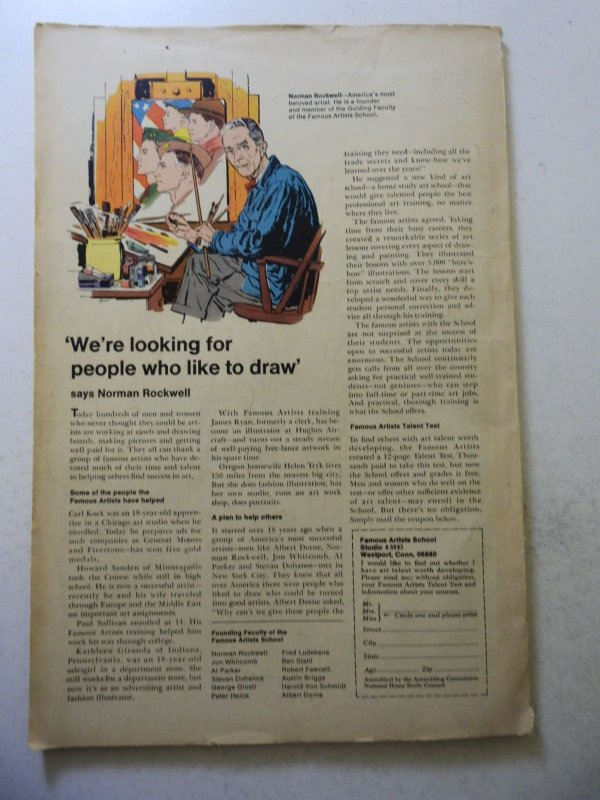 Norman Rockwell—America's most
beloved artist. He is a founder
and member of the Guiding Faculty
of the Famous Artists School.
'We're looking for
people who like to draw'
says Norman Rockwell
Today hundreds of men and women
who never thought they could be art-
ists are working at easels and drawing
boards, making pictures and getting
well paid for it. They all can thank a
group of famous artists who have de-
voted much of their time and talent
to helping others find success in art.
Some of the people the
Famous Artists have helped
Carl Kock was an 18-year-old appren-
tice in a Chicago art studio when he
enrolled. Today he prepares ads for
such companies as General Motors
and Firestone—has won five gold
medals.
Howard Sanden of Minneapolis
took the Course while still in high
school. He is now a successful artist—
recently he and his wife traveled
through Europe and the Middle East
on important art assignments.
Paul Sullivan enrolled at 14. His
Famous Artists training helped him
work his way through college.
Kathleen Gironda of Indiana,
Pennsylvania, was an 18-year-old
salesgirl in a department store. She
still works for a department store, but
now it's as an advertising artist and
fashion illustrator.
With Famous Artists training
James Ryan, formerly a clerk, has be-
come an illustrator at Hughes Air-
craft—and turns out a steady stream
of well-paying free-lance artwork in
his spare time.
Oregon housewife Helen Tryk lives
150 miles from the nearest big city.
But she does fashion illustration, has
her own studio, runs an art work
shop, does portraits.
A plan to help others
It started over 18 years ago when a
group of America's most successful
artists—men like Albert Dorne, Nor-
man Rockwell, Jon Whitcomb, Al
Parker and Stevan Dohanos—met in
New York City. They knew that all
over America there were people who
liked to draw who could be turned
into good artists. Albert Dorne asked,
"Why can't we give these people the
Founding Faculty of the
Famous Artists School
Norman Rockwell
Jon Whitcomb
Al Parker
Stevan Dohanos
George Giusti
Peter Helck
Fred Ludekens
Ben Stahl
Robert Fawcett
Austin Briggs
Harold Von Schmidt
Albert Dorne
training they need—including all the
trade secrets and know-how we've
learned over the years?"
He suggested a new kind of art
school—a home study art school—that
would give talented people the best
professional art training, no matter
where they live.
The famous artists agreed. Taking
time from their busy careers, they
created a remarkable series of art
lessons covering every aspect of draw-
ing and painting. They illustrated
their lessons with over 5,000 "here's-
how" illustrations. The lessons start
from scratch and cover every skill a
top artist needs. Finally, they de-
veloped a wonderful way to give each
student personal correction and ad-
vice all through his training.
The famous artists with the School
are not surprised at the success of
their students. The opportunities
open to successful artists today are
enormous. The School continually
gets calls from all over the country
asking for practical well-trained stu-
dents—not geniuses—who can step
into full-time or part-time art jobs.
And practical, thorough training is
what the School offers.
Famous Artists Talent Test
To find others with art talent worth
developing, the Famous Artists
created a 12-page Talent Test. Thou-
sands paid to take this test, but now
the School offers and grades it free.
Men and women who do well on the
test—or offer other sufficient evidence
of art talent—may enroll in the
School. But there's no obligation.
Simply mail the coupon below.
Famous Artists School
Studio
Westport, Conn. 06880
I would like to find out whether I
have art talent worth developing.
Please send me, without obligation,
your Famous Artists Talent Test and
information about your courses.
Mr.
Mrs.
Miss
← Circle one and please print
Street
City
State
Age Zip
Accredited by the Accrediting Commission
National Home Study Council